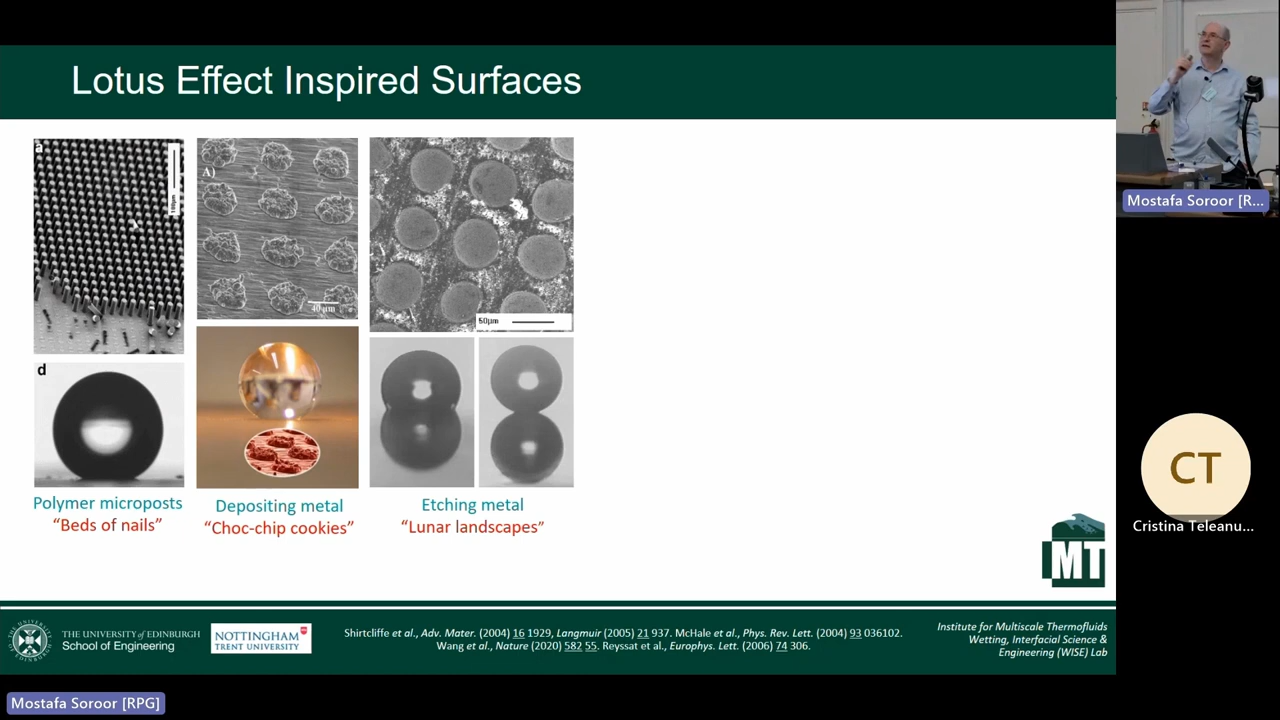 Lotus Effect Inspired Surfaces
a
100μm
A)
40 μm
50μm
d
Polymer microposts
“Beds of nails”
Depositing metal
“Choc-chip cookies”
Etching metal
“Lunar landscapes”
MT
THE UNIVERSITY of EDINBURGH
School of Engineering
NOTTINGHAM
TRENT UNIVERSITY
Shirtcliffe et al., Adv. Mater. (2004) 16 1929, Langmuir (2005) 21 937. McHale et al., Phys. Rev. Lett. (2004) 93 036102.
Wang et al., Nature (2020) 582 55. Reyssat et al., Europhys. Lett. (2006) 74 306.
Institute for Multiscale Thermofluids
Wetting, Interfacial Science &
Engineering (WISE) Lab
Mostafa Soroor [R...
CT
Cristina Teleanu...
Mostafa Soroor [RPG]